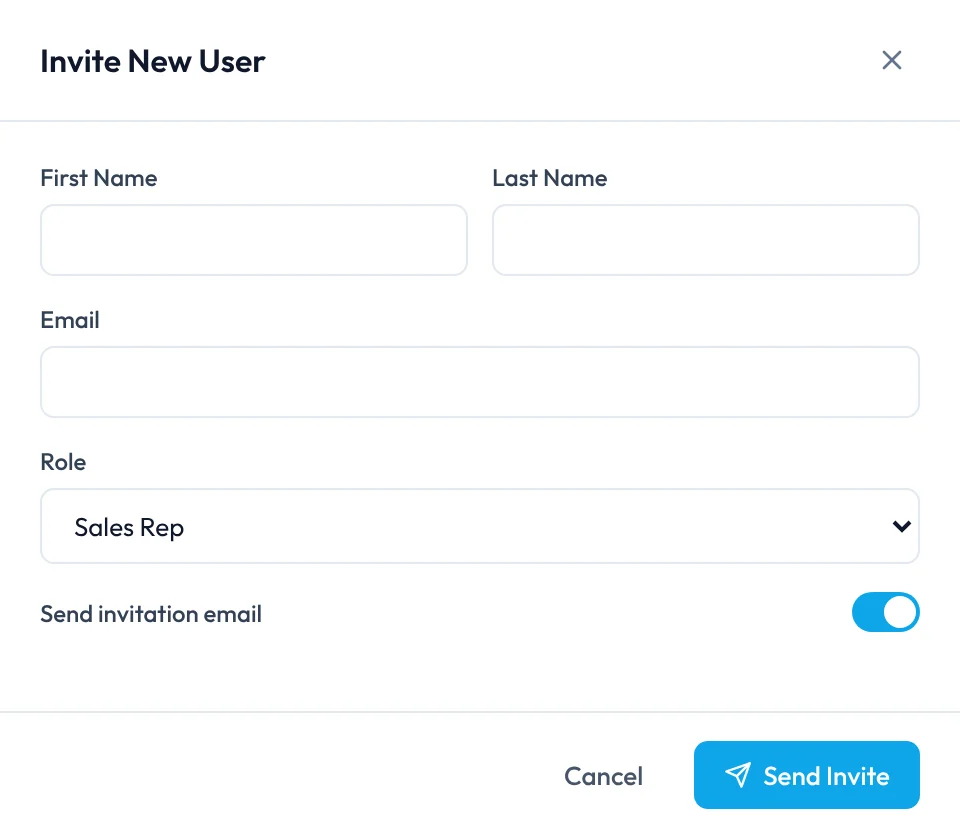 Invite New User
First Name
Last Name
Email
Role
Sales Rep
Send invitation email
Cancel
Send Invite